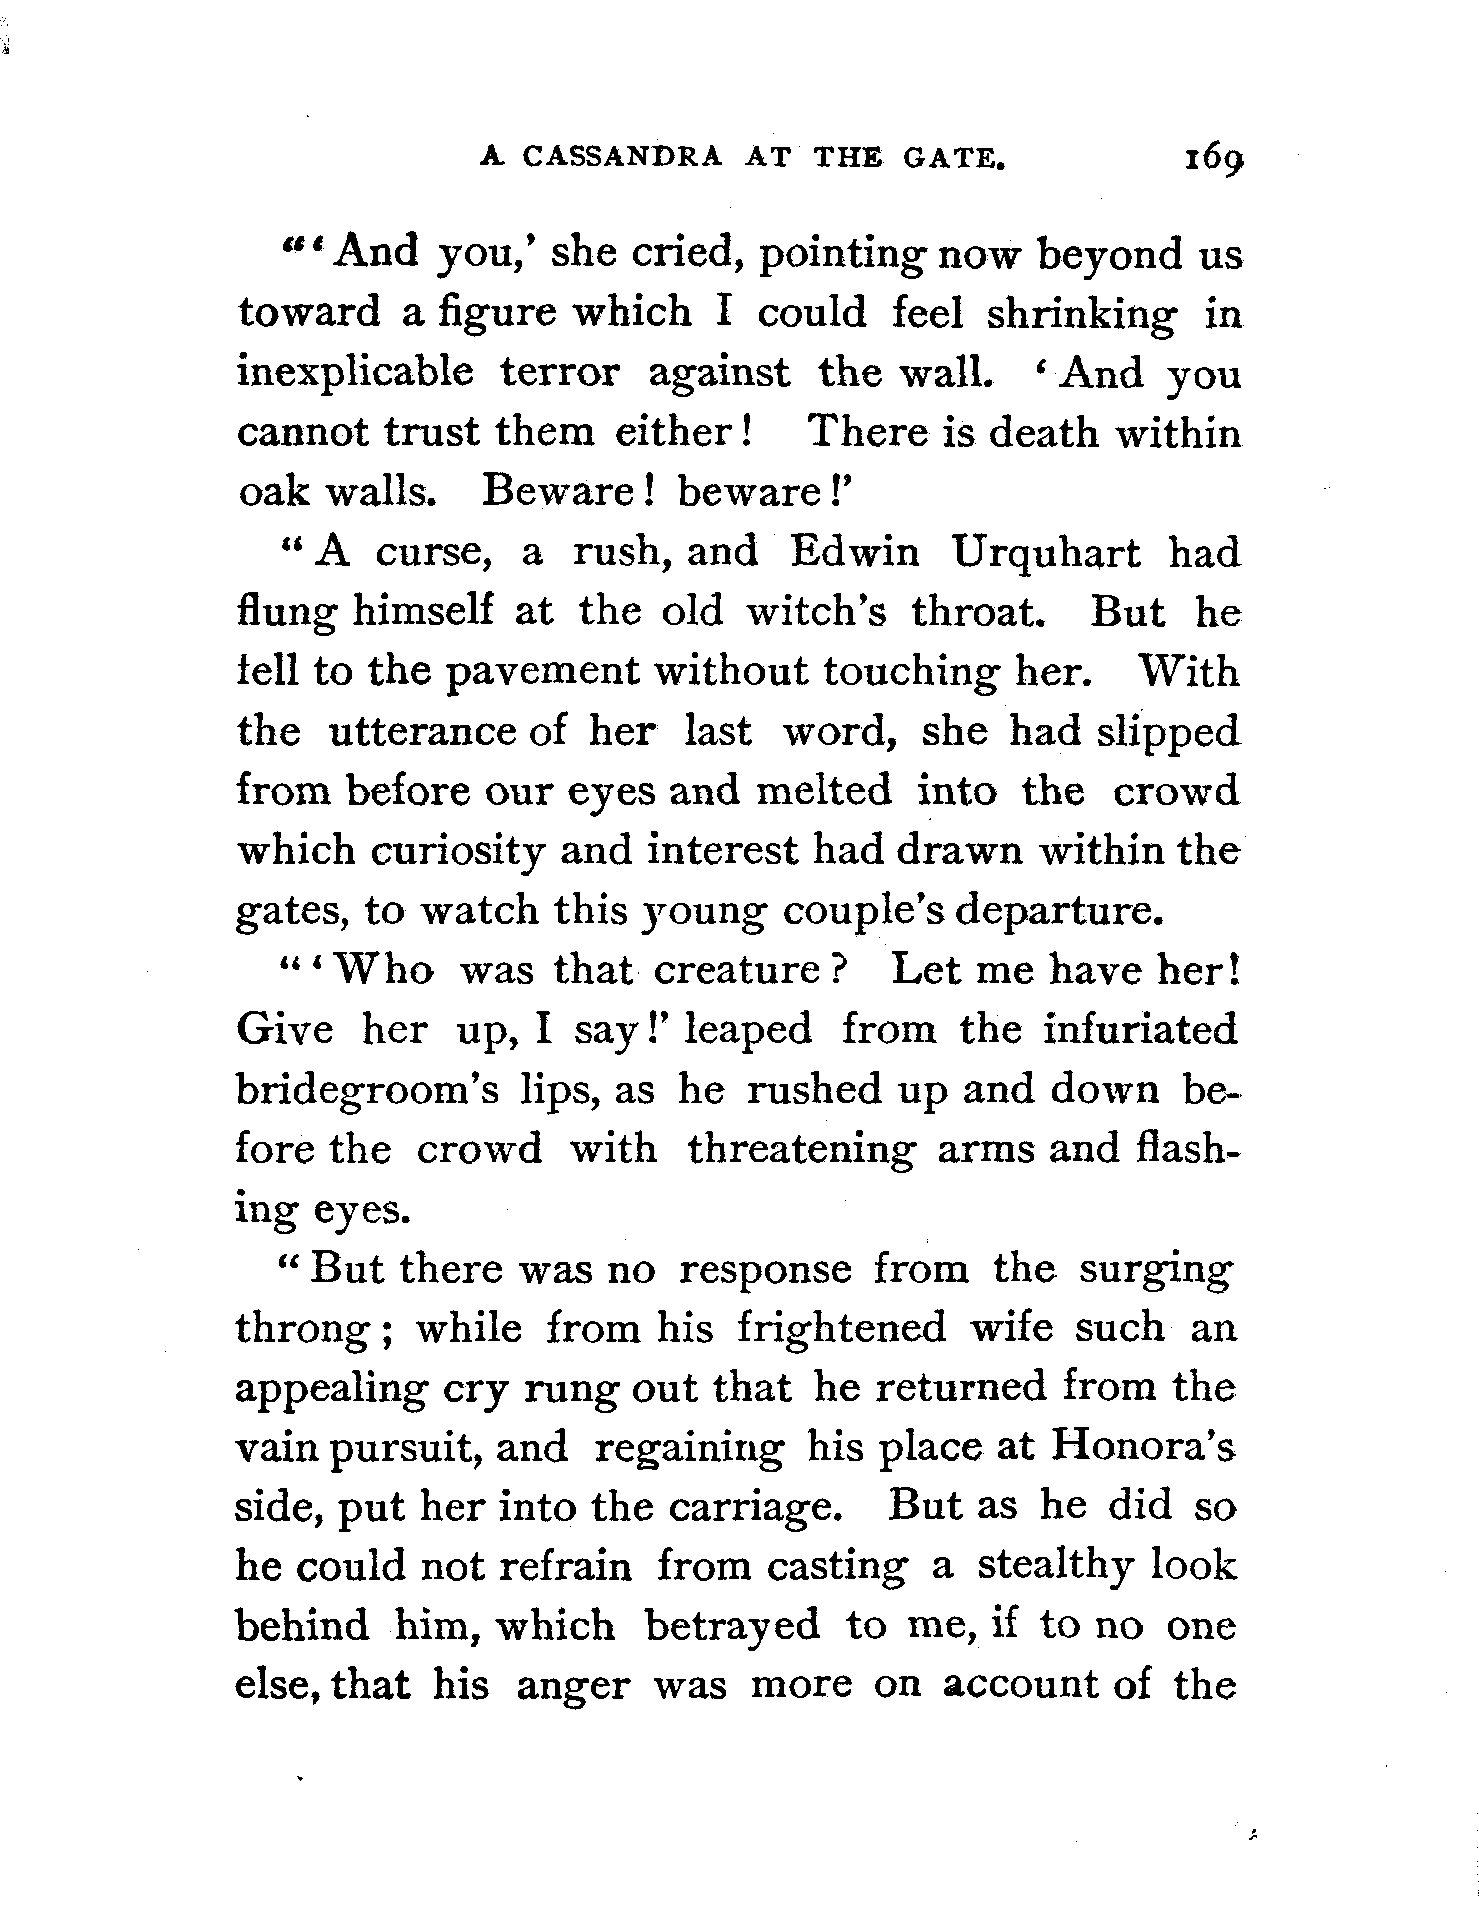 A CASSANDRA AT THE GATE. 169
"'And you,' she cried, pointing now beyond us
toward a figure which I could feel shrinking in
inexplicable terror against the wall. 'And you
cannot trust them either! There is death within
oak walls. Beware! beware!'
"A curse, a rush, and Edwin Urquhart had
flung himself at the old witch's throat. But he
fell to the pavement without touching her. With
the utterance of her last word, she had slipped
from before our eyes and melted into the crowd
which curiosity and interest had drawn within the
gates, to watch this young couple's departure.
"'Who was that creature? Let me have her!
Give her up, I say!' leaped from the infuriated
bridegroom's lips, as he rushed up and down be-
fore the crowd with threatening arms and flash-
ing eyes.
"But there was no response from the surging
throng; while from his frightened wife such an
appealing cry rung out that he returned from the
vain pursuit, and regaining his place at Honora's
side, put her into the carriage. But as he did so
he could not refrain from casting a stealthy look
behind him, which betrayed to me, if to no one
else, that his anger was more on account of the